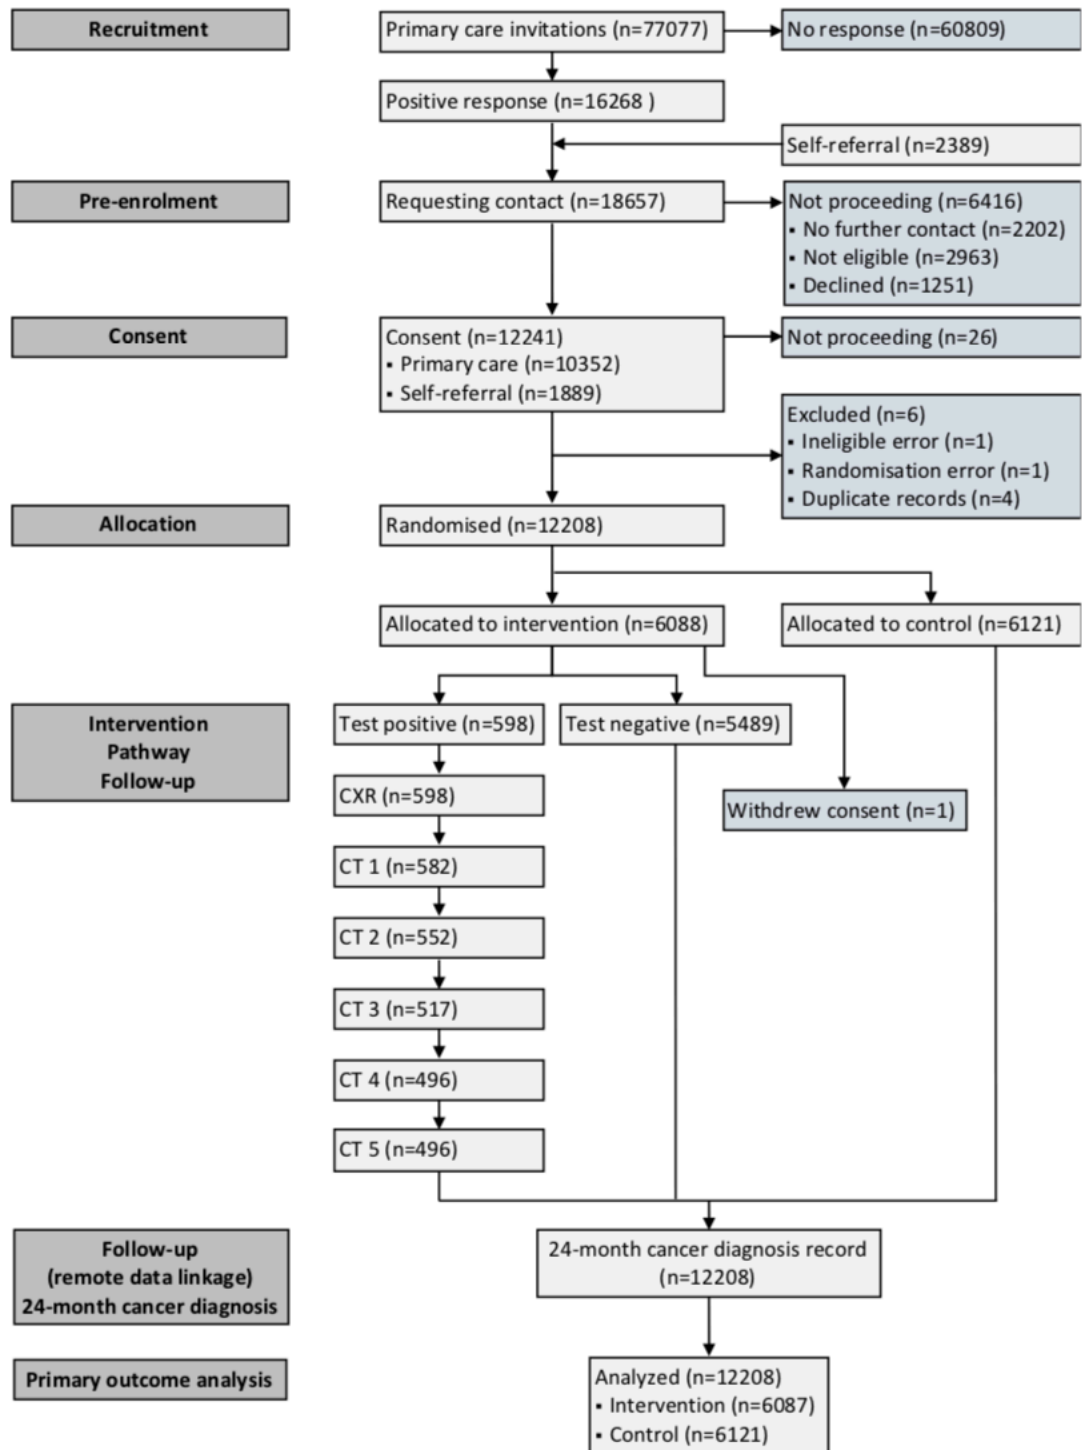 Recruitment
Primary care invitations (n=77077)
No response (n=60809)
Positive response (n=16268 )
Self-referral (n=2389)
Pre-enrolment
Requesting contact (n=18657)
Not proceeding (n=6416)
▪ No further contact (n=2202)
▪ Not eligible (n=2963)
▪ Declined (n=1251)
Consent
Consent (n=12241)
▪ Primary care (n=10352)
▪ Self-referral (n=1889)
Not proceeding (n=26)
Excluded (n=6)
▪ Ineligible error (n=1)
▪ Randomisation error (n=1)
▪ Duplicate records (n=4)
Allocation
Randomised (n=12208)
Allocated to intervention (n=6088)
Allocated to control (n=6121)
Intervention
Pathway
Follow-up
Test positive (n=598)
Test negative (n=5489)
CXR (n=598)
Withdrew consent (n=1)
CT 1 (n=582)
CT 2 (n=552)
CT 3 (n=517)
CT 4 (n=496)
CT 5 (n=496)
Follow-up
(remote data linkage)
24-month cancer diagnosis
24-month cancer diagnosis record
(n=12208)
Primary outcome analysis
Analyzed (n=12208)
▪ Intervention (n=6087)
▪ Control (n=6121)